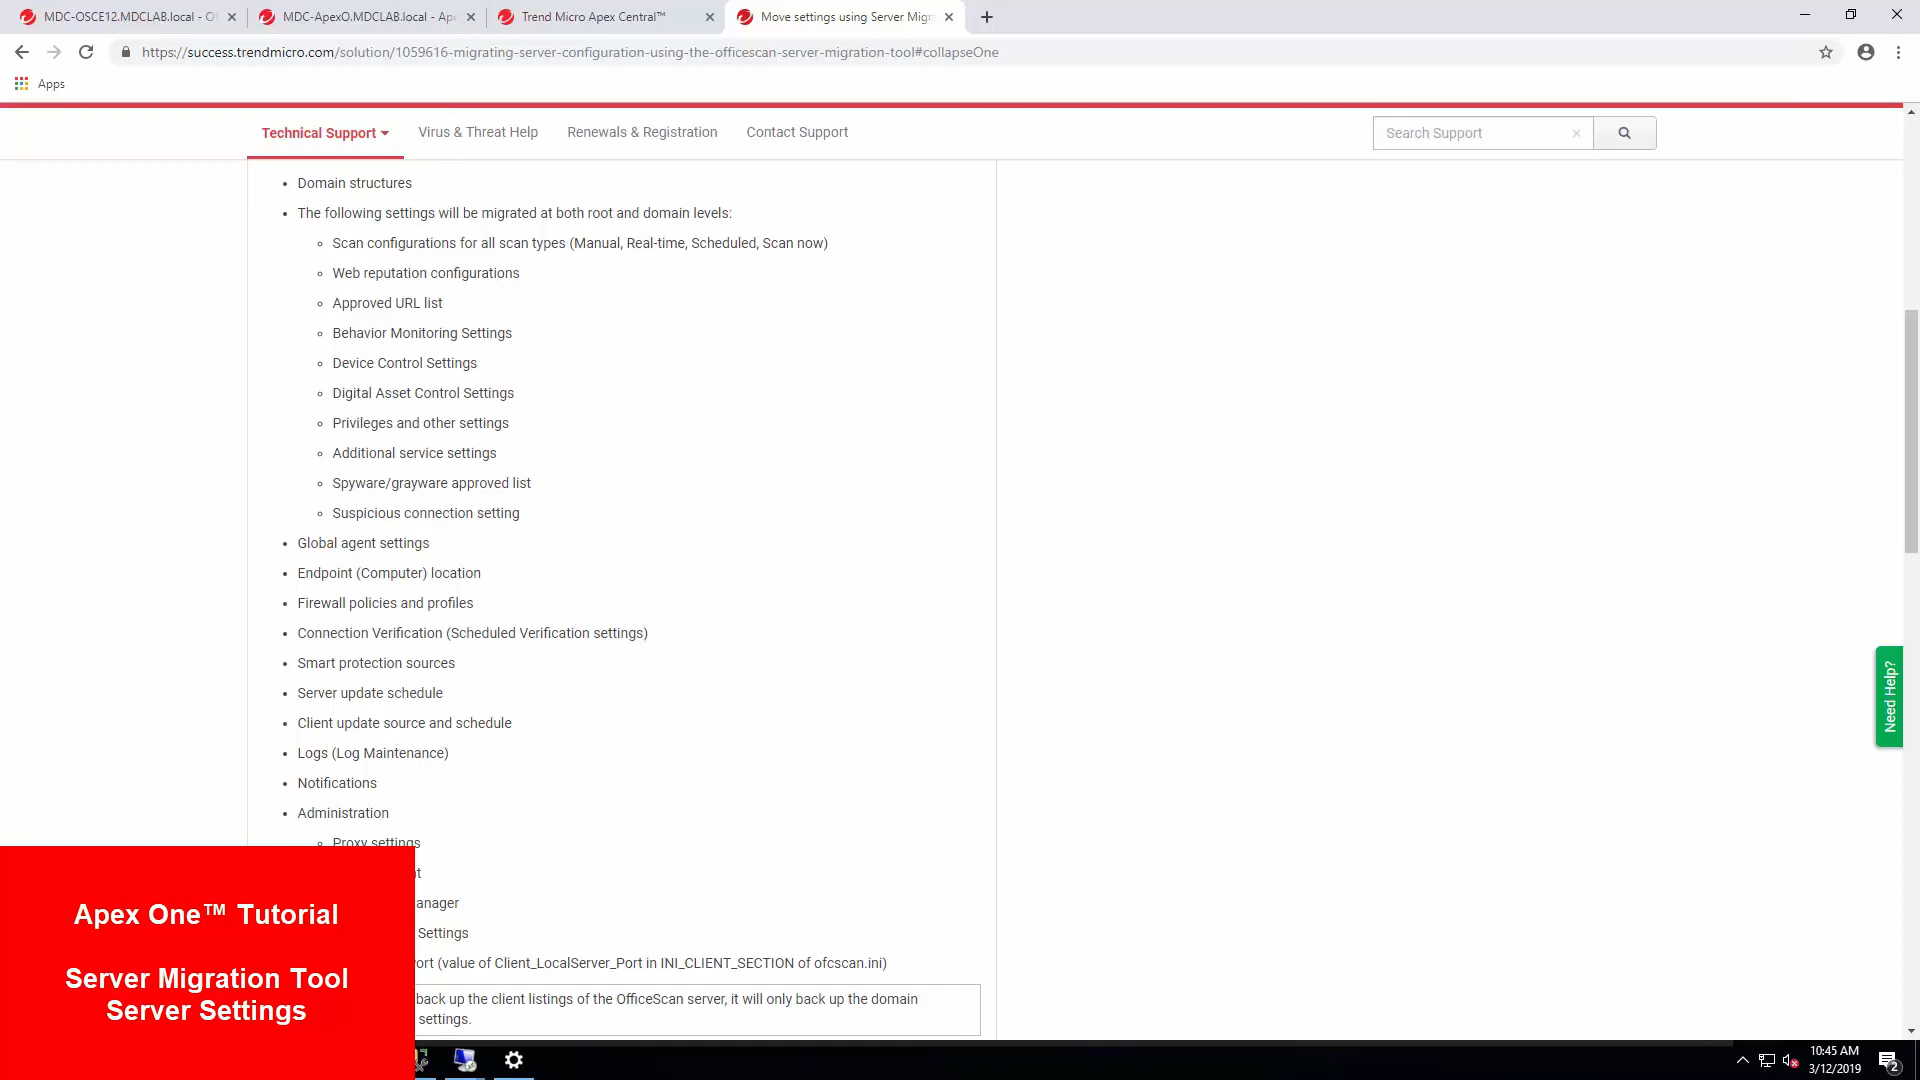 MDC-OSCE12.MDCLAB.local - O
MDC-ApexO.MDCLAB.local - Ap
Trend Micro Apex Central™
Move settings using Server Migr
https://success.trendmicro.com/solution/1059616-migrating-server-configuration-using-the-officescan-server-migration-tool#collapseOne
Apps
Technical Support
Virus & Threat Help
Renewals & Registration
Contact Support
Search Support
Domain structures
The following settings will be migrated at both root and domain levels:
Scan configurations for all scan types (Manual, Real-time, Scheduled, Scan now)
Web reputation configurations
Approved URL list
Behavior Monitoring Settings
Device Control Settings
Digital Asset Control Settings
Privileges and other settings
Additional service settings
Spyware/grayware approved list
Suspicious connection setting
Global agent settings
Endpoint (Computer) location
Firewall policies and profiles
Connection Verification (Scheduled Verification settings)
Smart protection sources
Server update schedule
Client update source and schedule
Logs (Log Maintenance)
Notifications
Administration
Proxy settings
t
anager
Settings
ort (value of Client_LocalServer_Port in INI_CLIENT_SECTION of ofcscan.ini)
back up the client listings of the OfficeScan server, it will only back up the domain
settings.
Need Help?
Apex One™ Tutorial
Server Migration Tool
Server Settings
10:45 AM
3/12/2019
2